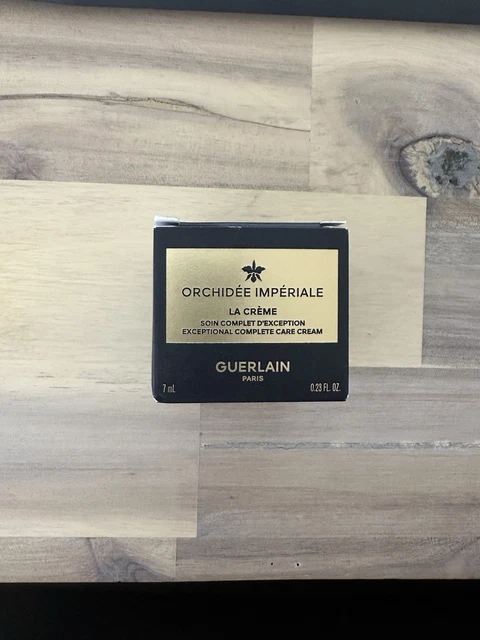 ORCHIDÉE IMPÉRIALE
LA CRÈME
SOIN COMPLET D'EXCEPTION
EXCEPTIONAL COMPLETE CARE CREAM
GUERLAIN
PARIS
7 mL 0.23 FL. OZ.